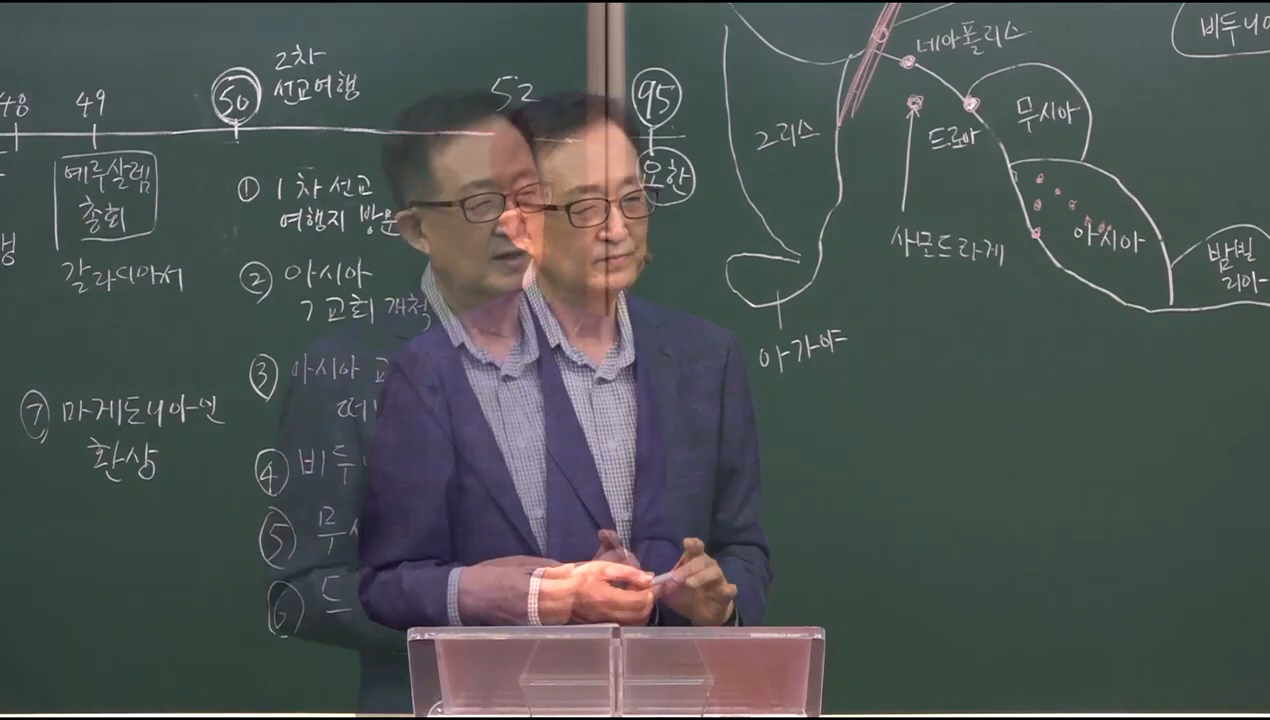 48
49
50
2차
선교여행
52
95
요한
예루살렘
총회
갈라디아서
① 1차 선교
여행지 방문
② 아시아
7교회 개척
③ 아시아
④ 비두
⑤ 무
⑥ 드
⑦ 마게도니아인
환상
네아폴리스
비두니아
그리스
드로아
무시아
사모드라게
아시아
밤빌
리아
아가야